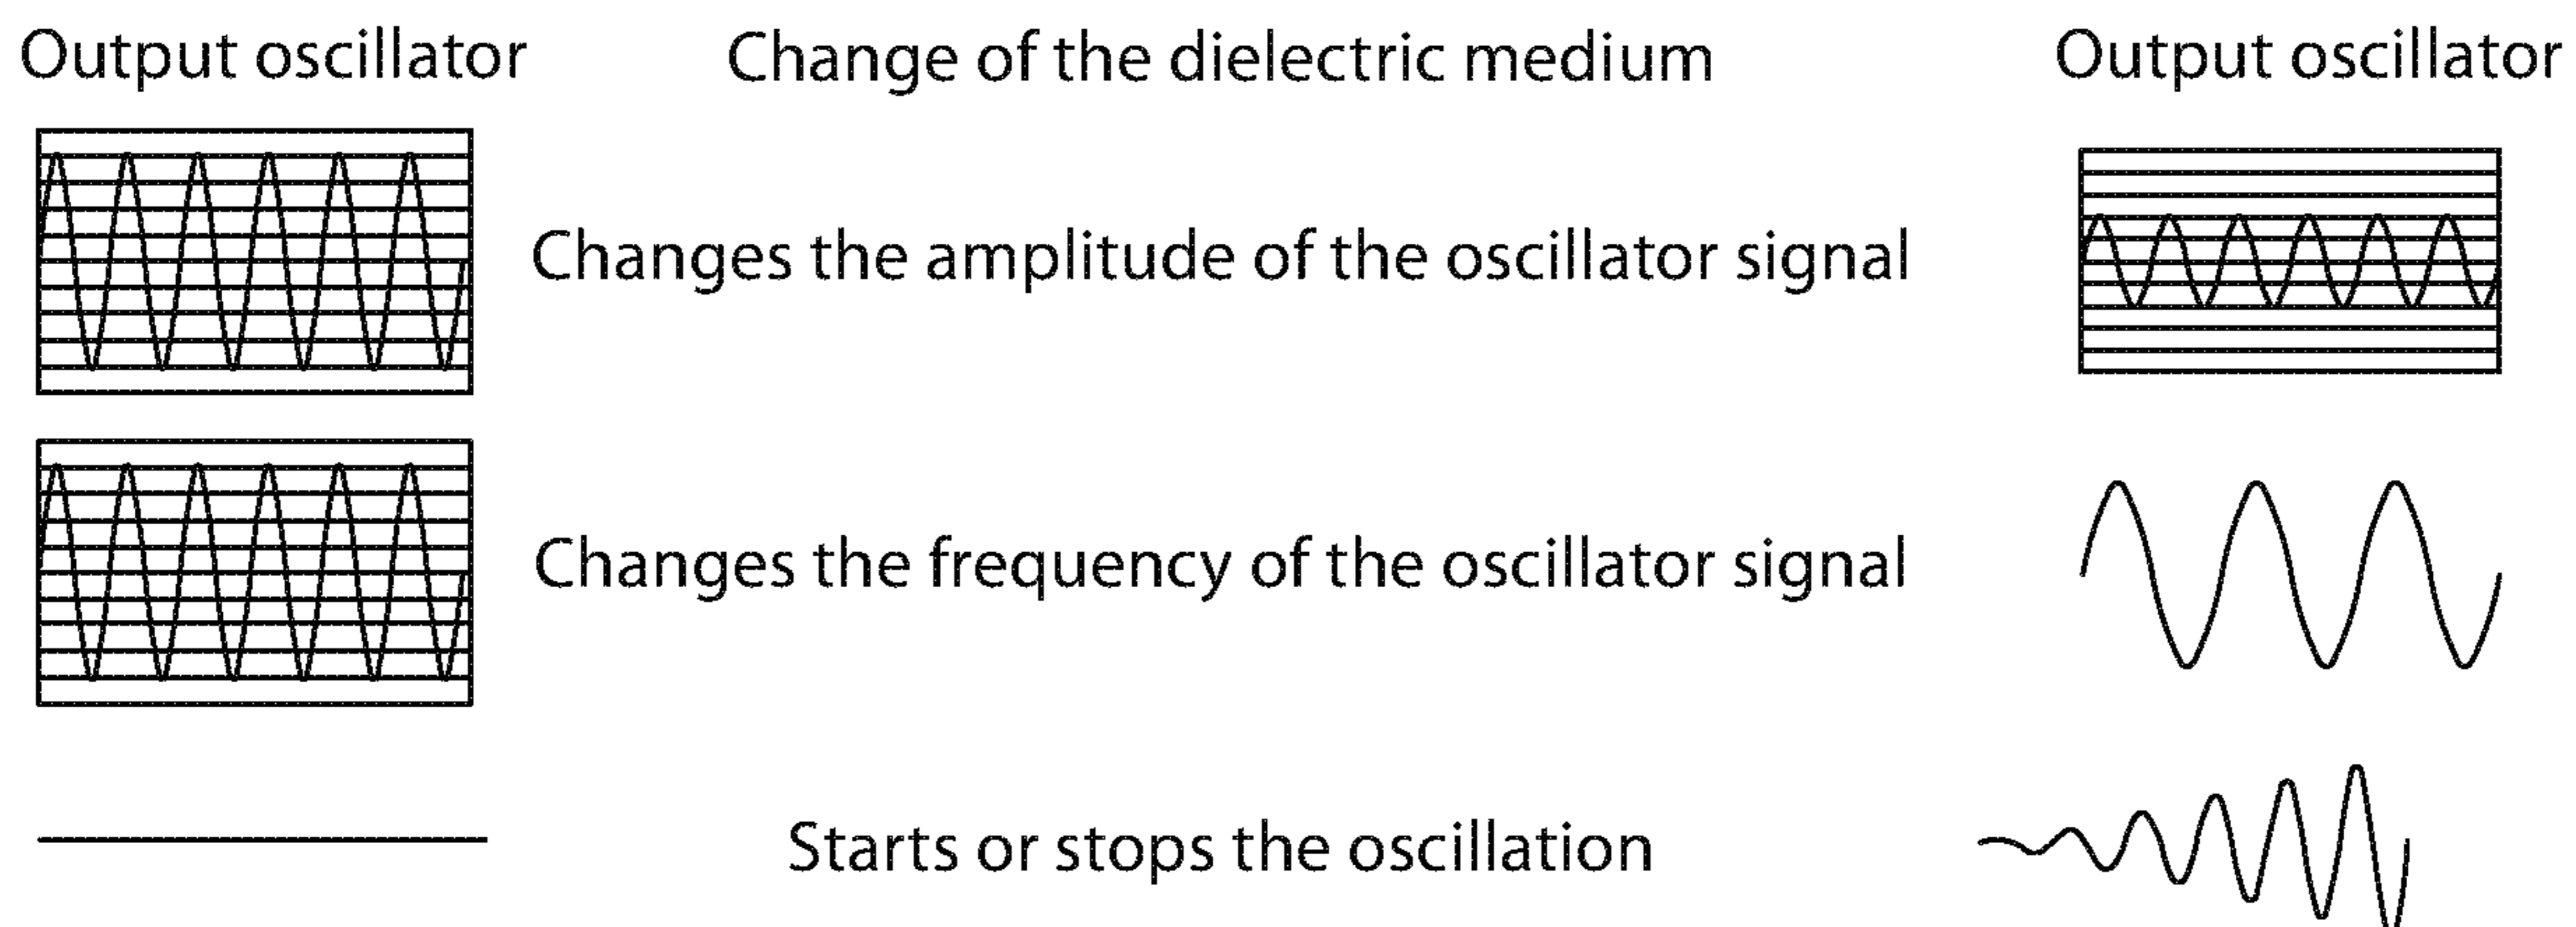 Output oscillator
Change of the dielectric medium
Output oscillator
Changes the amplitude of the oscillator signal
Changes the frequency of the oscillator signal
Starts or stops the oscillation